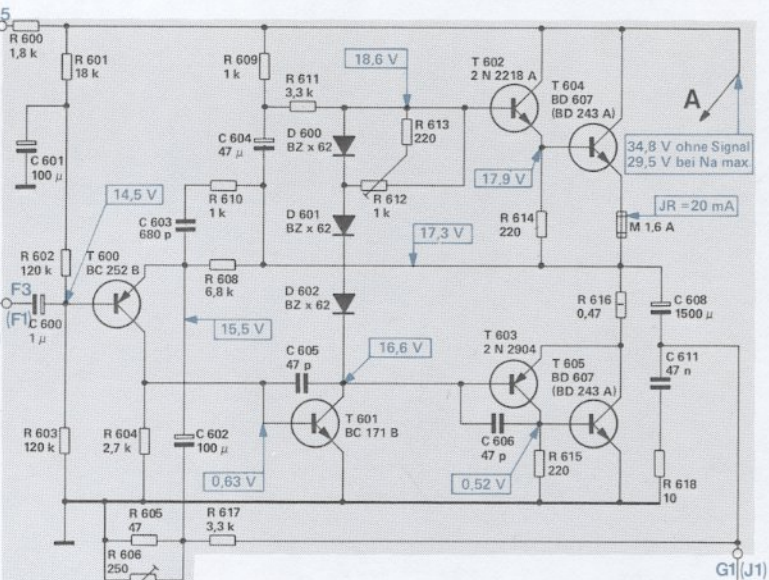 5
R 600
1,8 k
R 601
18 k
C 601
100 µ
14,5 V
R 602
120 k
T 600
BC 252 B
F3
(F1)
C 600
1 µ
R 603
120 k
R 604
2,7 k
C 602
100 µ
R 605
47
R 606
250
R 617
3,3 k
R 609
1 k
C 604
47 µ
R 610
1 k
C 603
680 p
R 608
6,8 k
15,5 V
R 611
3,3 k
D 600
BZ x 62
D 601
BZ x 62
D 602
BZ x 62
18,6 V
R 613
220
R 612
1 k
17,3 V
C 605
47 p
16,6 V
T 601
BC 171 B
0,63 V
T 602
2 N 2218 A
T 604
BD 607
(BD 243 A)
17,9 V
R 614
220
A
34,8 V ohne Signal
29,5 V bei Na max.
JR = 20 mA
M 1,6 A
R 616
0,47
C 608
1500 µ
T 603
2 N 2904
T 605
BD 607
(BD 243 A)
C 606
47 p
0,52 V
R 615
220
C 611
47 n
R 618
10
G1 (J1)